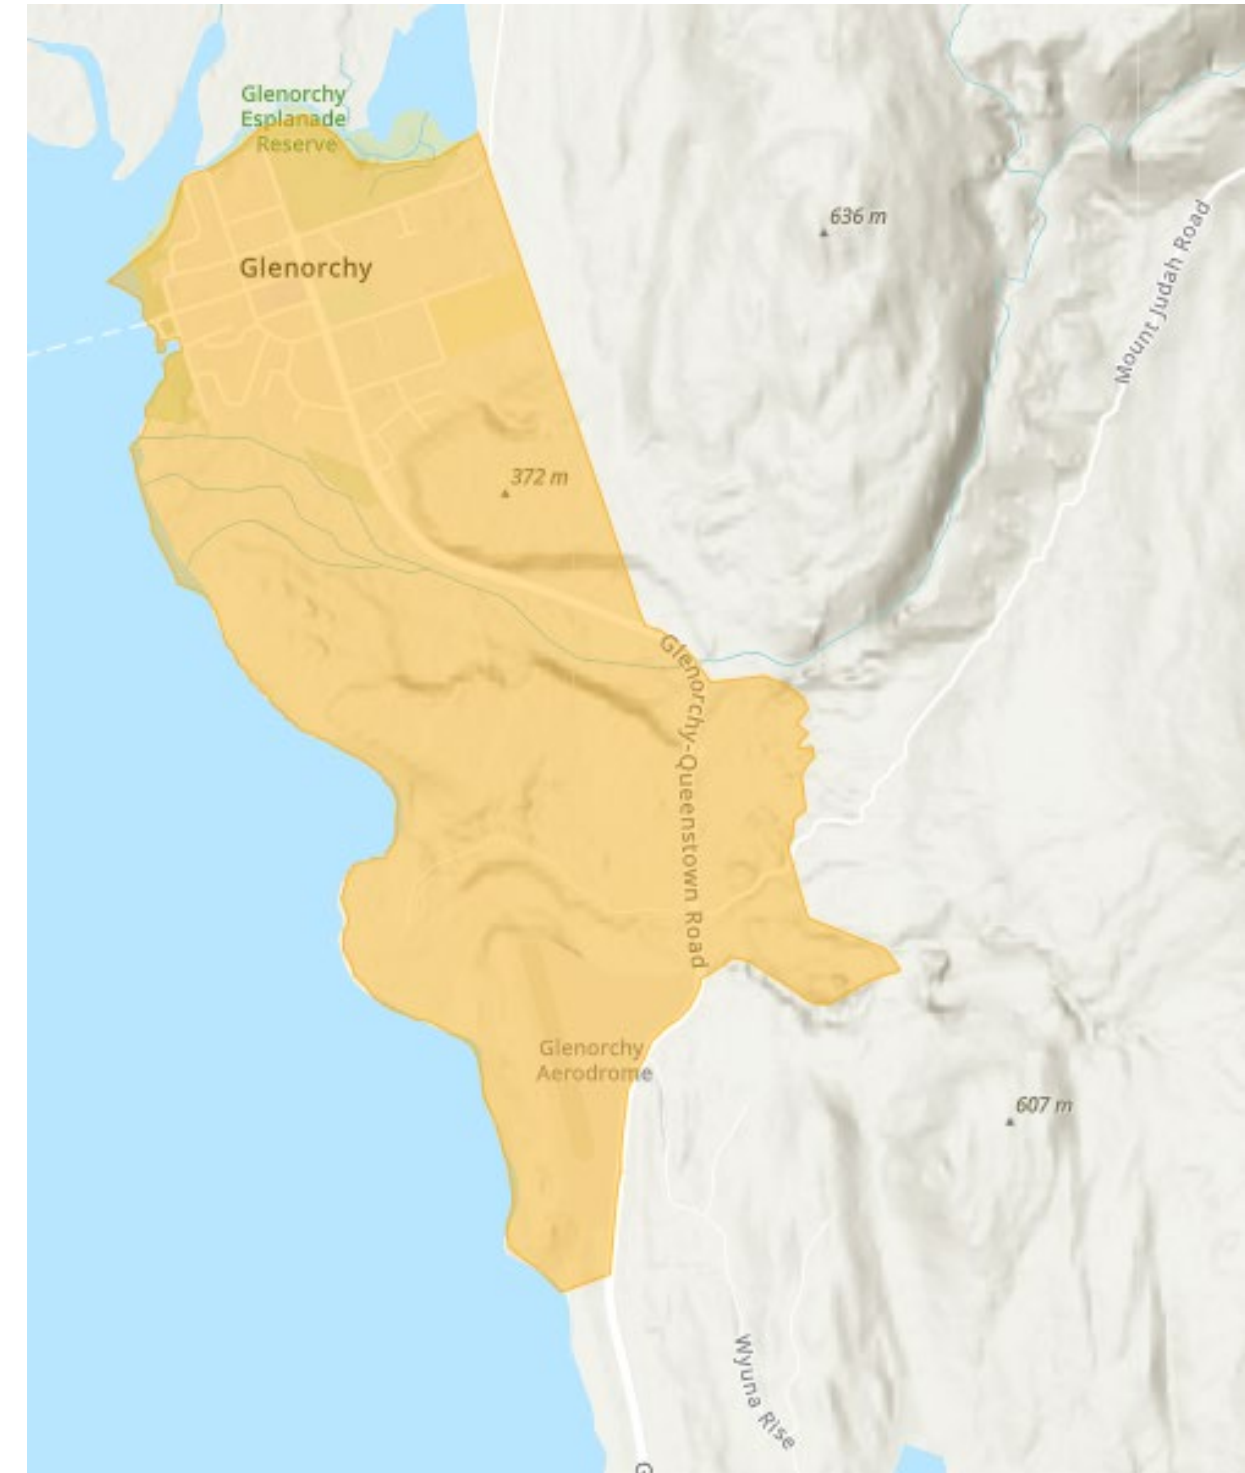 Glenorchy
Esplanade
Reserve
636 m
Mount Judah Road
Glenorchy
372 m
Glenorchy-Queenstown Road
Glenorchy
Aerodrome
607 m
Wyuna Rise
G